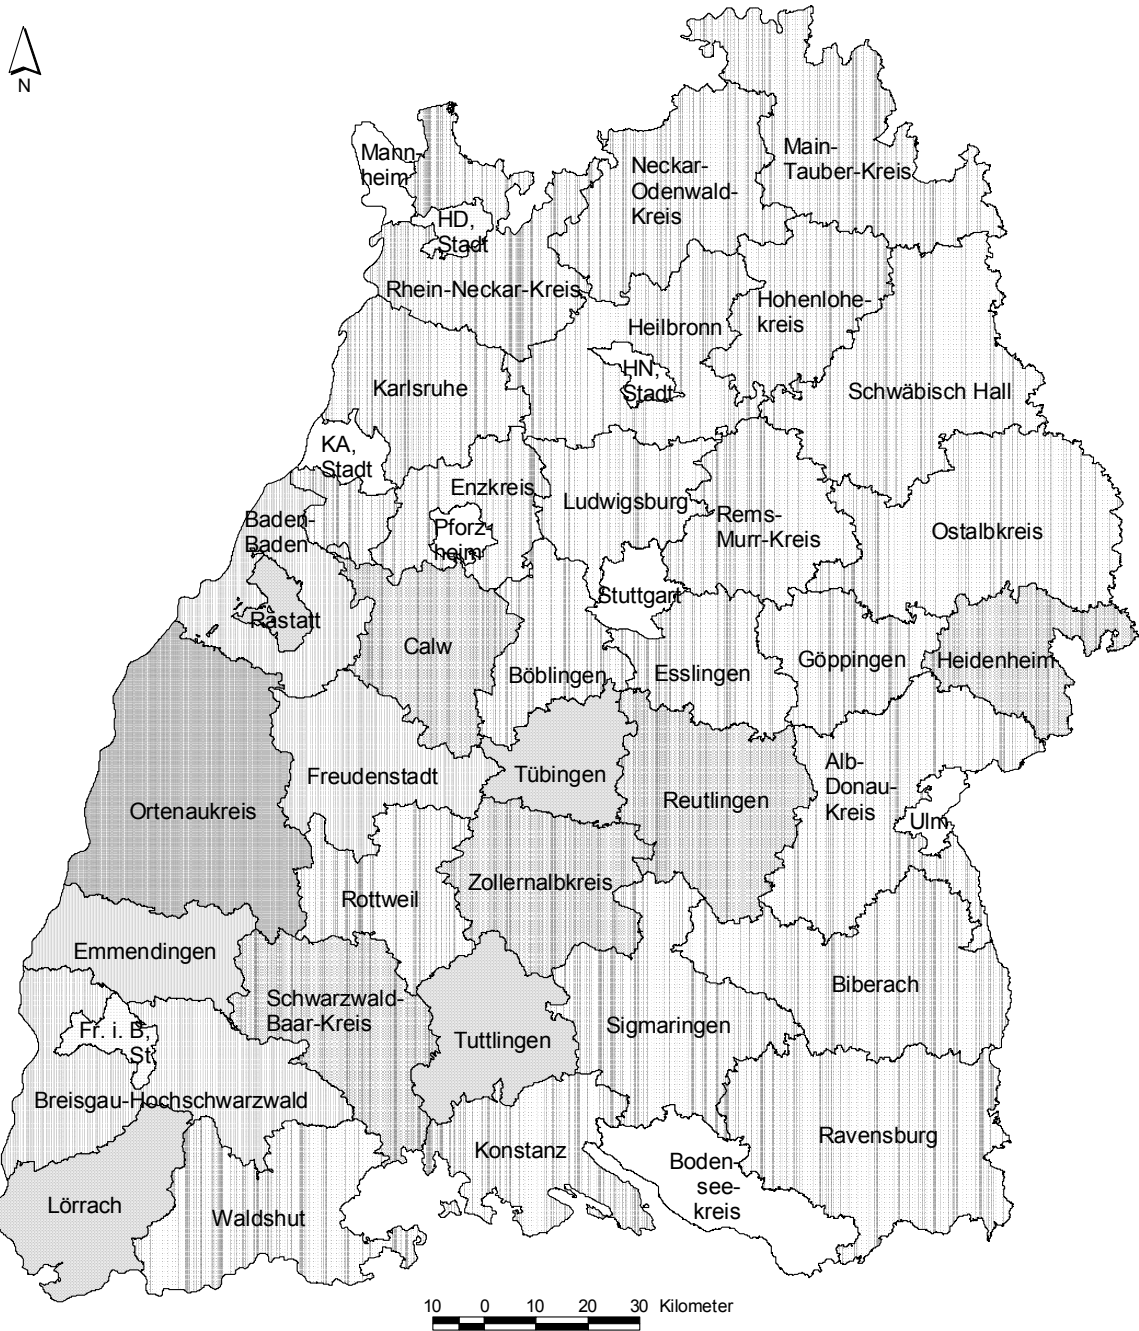 N
Mann-
heim
HD,
Stadt
Neckar-
Odenwald-
Kreis
Main-
Tauber-Kreis
Rhein-Neckar-Kreis
Heilbronn
Hohenlohe-
kreis
HN,
Stadt
Karlsruhe
Schwäbisch Hall
KA,
Stadt
Enzkreis
Ludwigsburg
Rems-
Murr-Kreis
Ostalbkreis
Baden-
Baden
Pforz-
heim
Stuttgart
Rastatt
Calw
Böblingen
Esslingen
Göppingen
Heidenheim
Freudenstadt
Tübingen
Reutlingen
Alb-
Donau-
Kreis
Ulm
Ortenaukreis
Rottweil
Zollernalbkreis
Emmendingen
Schwarzwald-
Baar-Kreis
Biberach
Fr. i. B,
St
Tuttlingen
Sigmaringen
Breisgau-Hochschwarzwald
Konstanz
Ravensburg
Boden-
see-
kreis
Lörrach
Waldshut
10 0 10 20 30 Kilometer